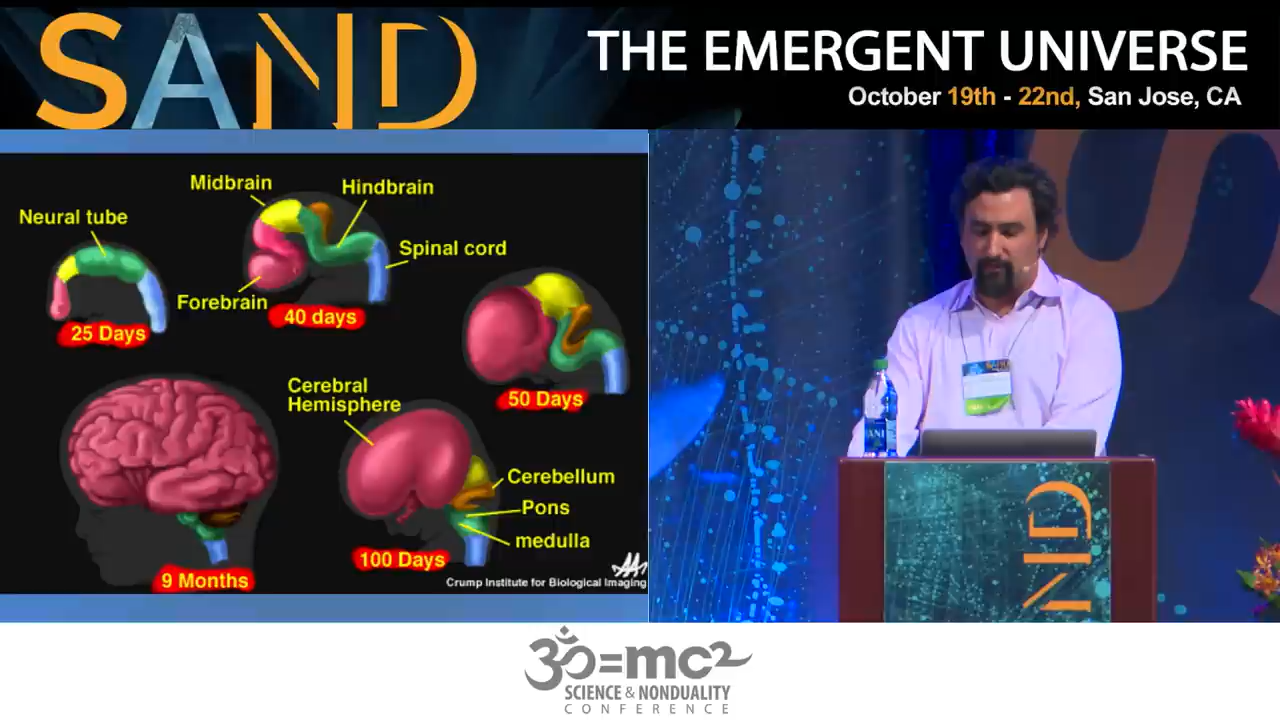 SAND
THE EMERGENT UNIVERSE
October 19th - 22nd, San Jose, CA
Midbrain
Hindbrain
Neural tube
Spinal cord
Forebrain
25 Days
40 days
50 Days
Cerebral
Hemisphere
Cerebellum
Pons
medulla
100 Days
9 Months
Crump Institute for Biological Imaging
ND
ॐ=mc2
SCIENCE & NONDUALITY
CONFERENCE